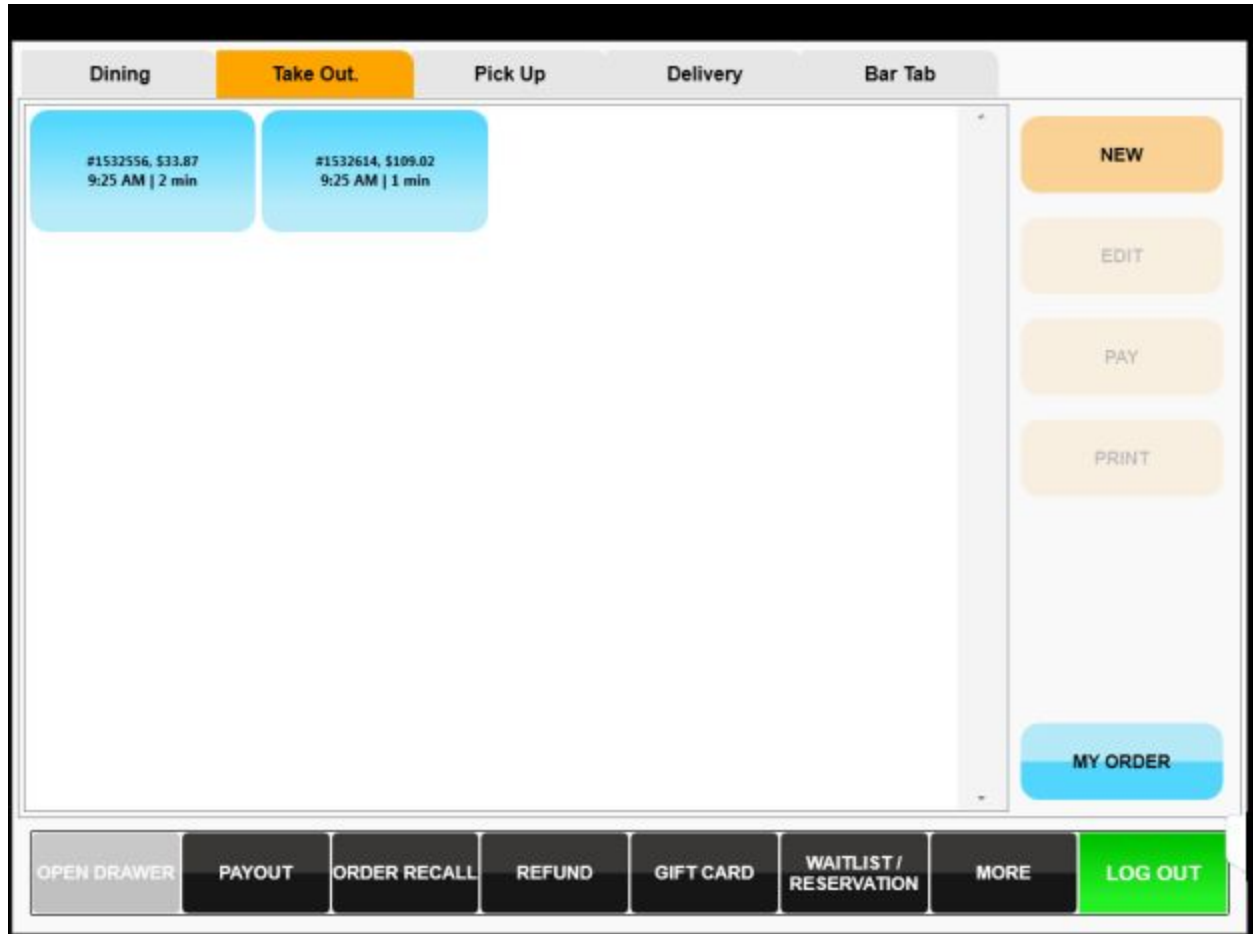 Dining
Take Out.
Pick Up
Delivery
Bar Tab
#1532556, $33.87
9:25 AM | 2 min
#1532614, $109.02
9:25 AM | 1 min
NEW
EDIT
PAY
PRINT
MY ORDER
OPEN DRAWER
PAYOUT
ORDER RECALL
REFUND
GIFT CARD
WAITLIST /
RESERVATION
MORE
LOG OUT